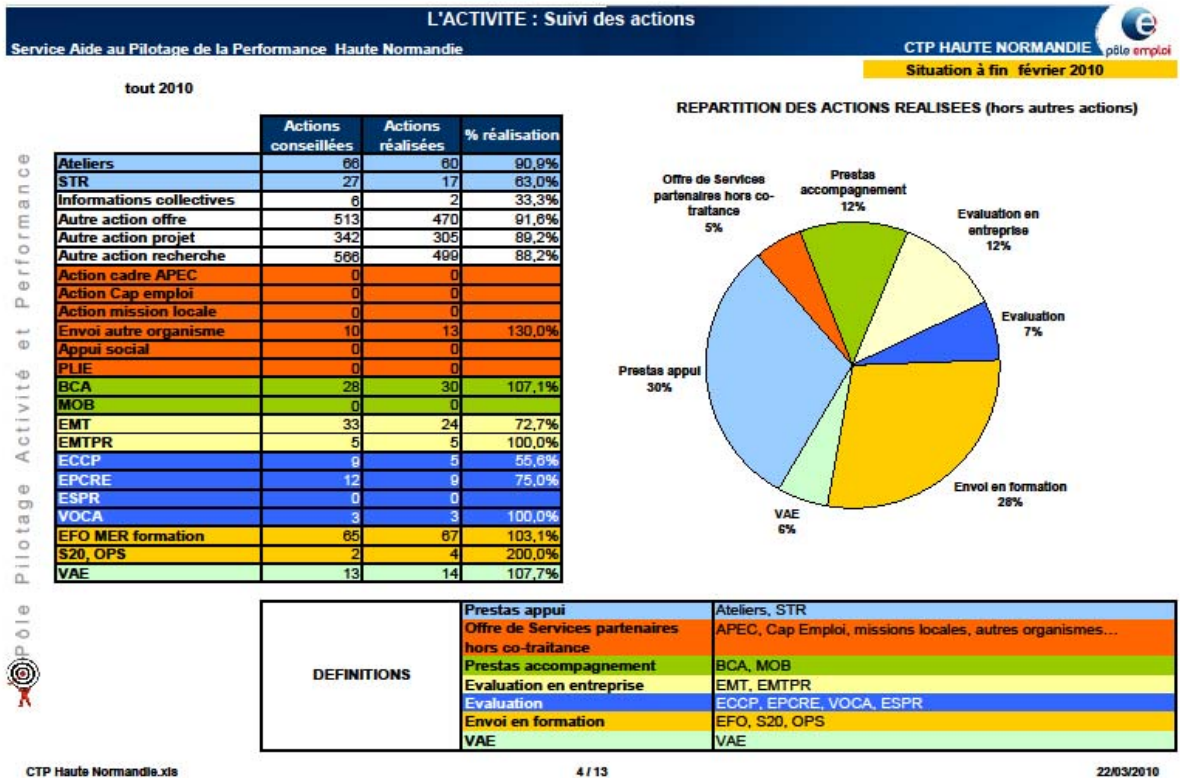 L'ACTIVITE : Suivi des actions
Service Aide au Pilotage de la Performance Haute Normandie
CTP HAUTE NORMANDIE
e
pôle emploi
Situation à fin février 2010
tout 2010
Pôle Pilotage Activité et Performance
Actions conseillées Actions réalisées % réalisation
Ateliers 66 60 90,9%
STR 27 17 63,0%
Informations collectives 6 2 33,3%
Autre action offre 513 470 91,6%
Autre action projet 342 305 89,2%
Autre action recherche 566 499 88,2%
Action cadre APEC 0 0
Action Cap emploi 0 0
Action mission locale 0 0
Envoi autre organisme 10 13 130,0%
Appui social 0 0
PLIE 0 0
BCA 28 30 107,1%
MOB 0 0
EMT 33 24 72,7%
EMTPR 5 5 100,0%
ECCP 9 5 55,6%
EPCRE 12 9 75,0%
ESPR 0 0
VOCA 3 3 100,0%
EFO MER formation 65 67 103,1%
S20, OPS 2 4 200,0%
VAE 13 14 107,7%
REPARTITION DES ACTIONS REALISEES (hors autres actions)
Offre de Services
partenaires hors co-
traitance
5%
Prestas
accompagnement
12%
Evaluation en
entreprise
12%
Evaluation
7%
Prestas appui
30%
Envoi en formation
28%
VAE
6%
DEFINITIONS
Prestas appui Ateliers, STR
Offre de Services partenaires
hors co-traitance
APEC, Cap Emploi, missions locales, autres organismes...
Prestas accompagnement BCA, MOB
Evaluation en entreprise EMT, EMTPR
Evaluation ECCP, EPCRE, VOCA, ESPR
Envoi en formation EFO, S20, OPS
VAE VAE
CTP Haute Normandie.xls
4 / 13
22/03/2010